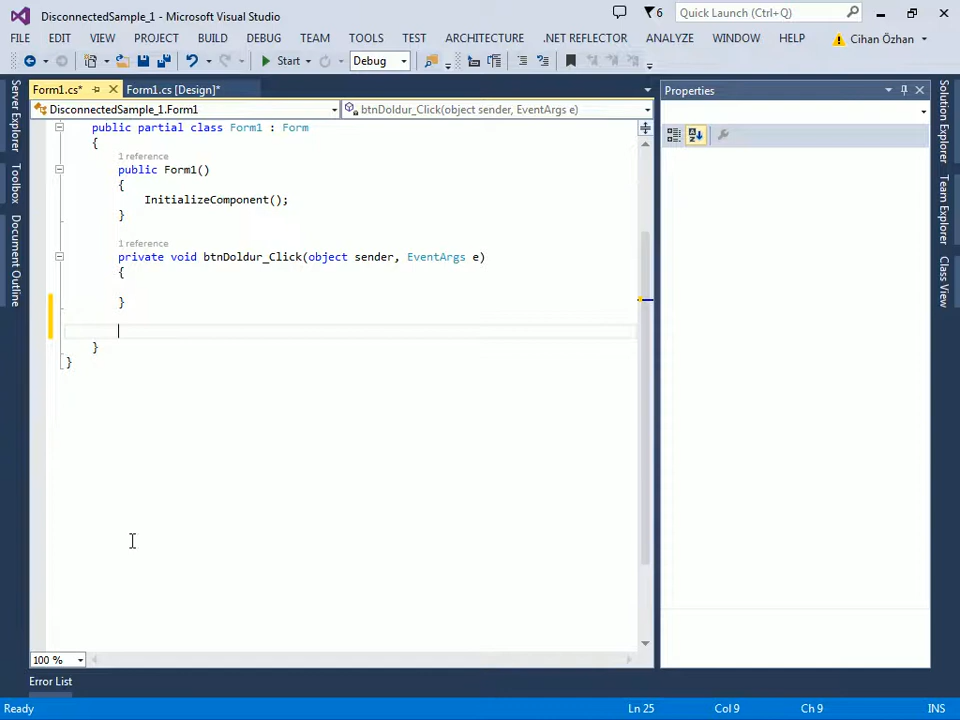 DisconnectedSample_1 - Microsoft Visual Studio
6
Quick Launch (Ctrl+Q)
FILE EDIT VIEW PROJECT BUILD DEBUG TEAM TOOLS TEST ARCHITECTURE .NET REFLECTOR ANALYZE WINDOW HELP Cihan Özhan
Start Debug
Form1.cs* Form1.cs [Design]*
DisconnectedSample_1.Form1 btnDoldur_Click(object sender, EventArgs e)
Properties
Server Explorer
Toolbox
Document Outline
public partial class Form1 : Form
{
1 reference
public Form1()
{
InitializeComponent();
}
1 reference
private void btnDoldur_Click(object sender, EventArgs e)
{
}
}
}
Solution Explorer
Team Explorer
Class View
100 %
Error List
Ready Ln 25 Col 9 Ch 9 INS